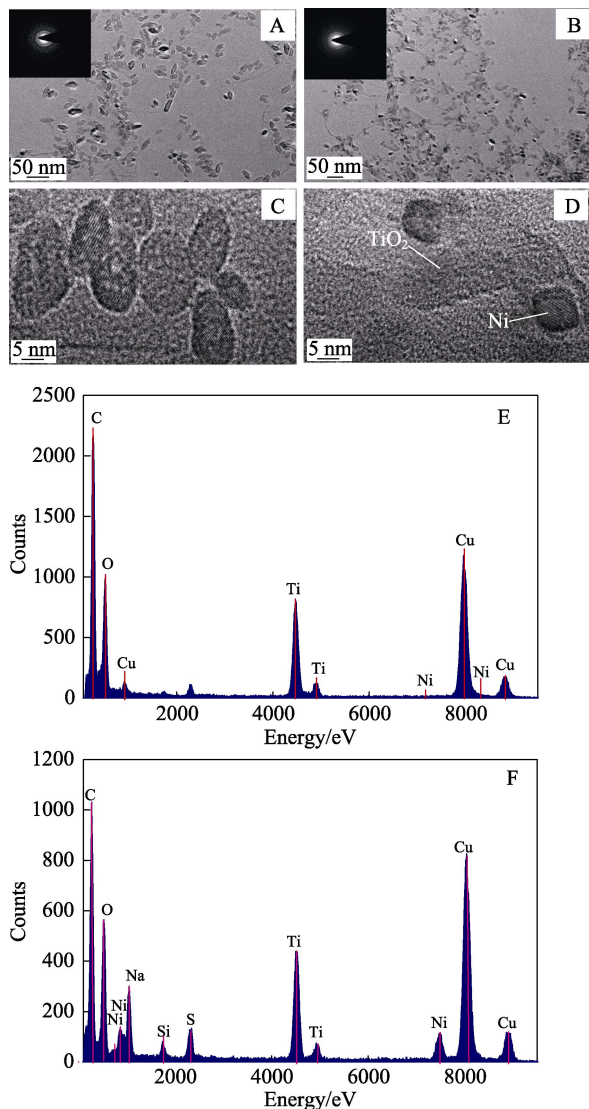 A
50 nm
B
50 nm
C
5 nm
D
TiO₂
Ni
5 nm
E
2500
2000
1500
1000
500
0
Counts
C
O
Cu
Ti
Ti
Ni
Cu
Ni
Cu
2000
4000
6000
8000
Energy/eV
F
1200
1000
800
600
400
200
0
Counts
C
O
Ni
Ni
Na
Si
S
Ti
Ti
Ni
Cu
Cu
2000
4000
6000
8000
Energy/eV